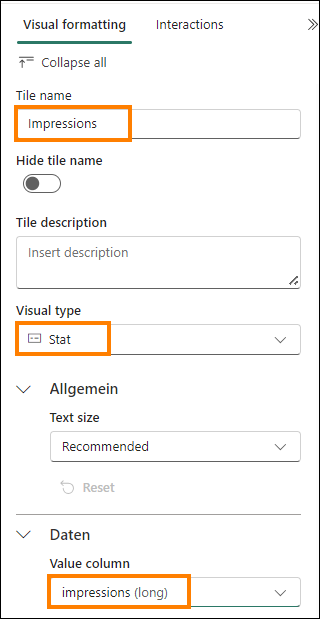 Visual formatting Interactions
Collapse all
Tile name
Impressions
Hide tile name
Tile description
Insert description
Visual type
Stat
Allgemein
Text size
Recommended
Reset
Daten
Value column
impressions (long)